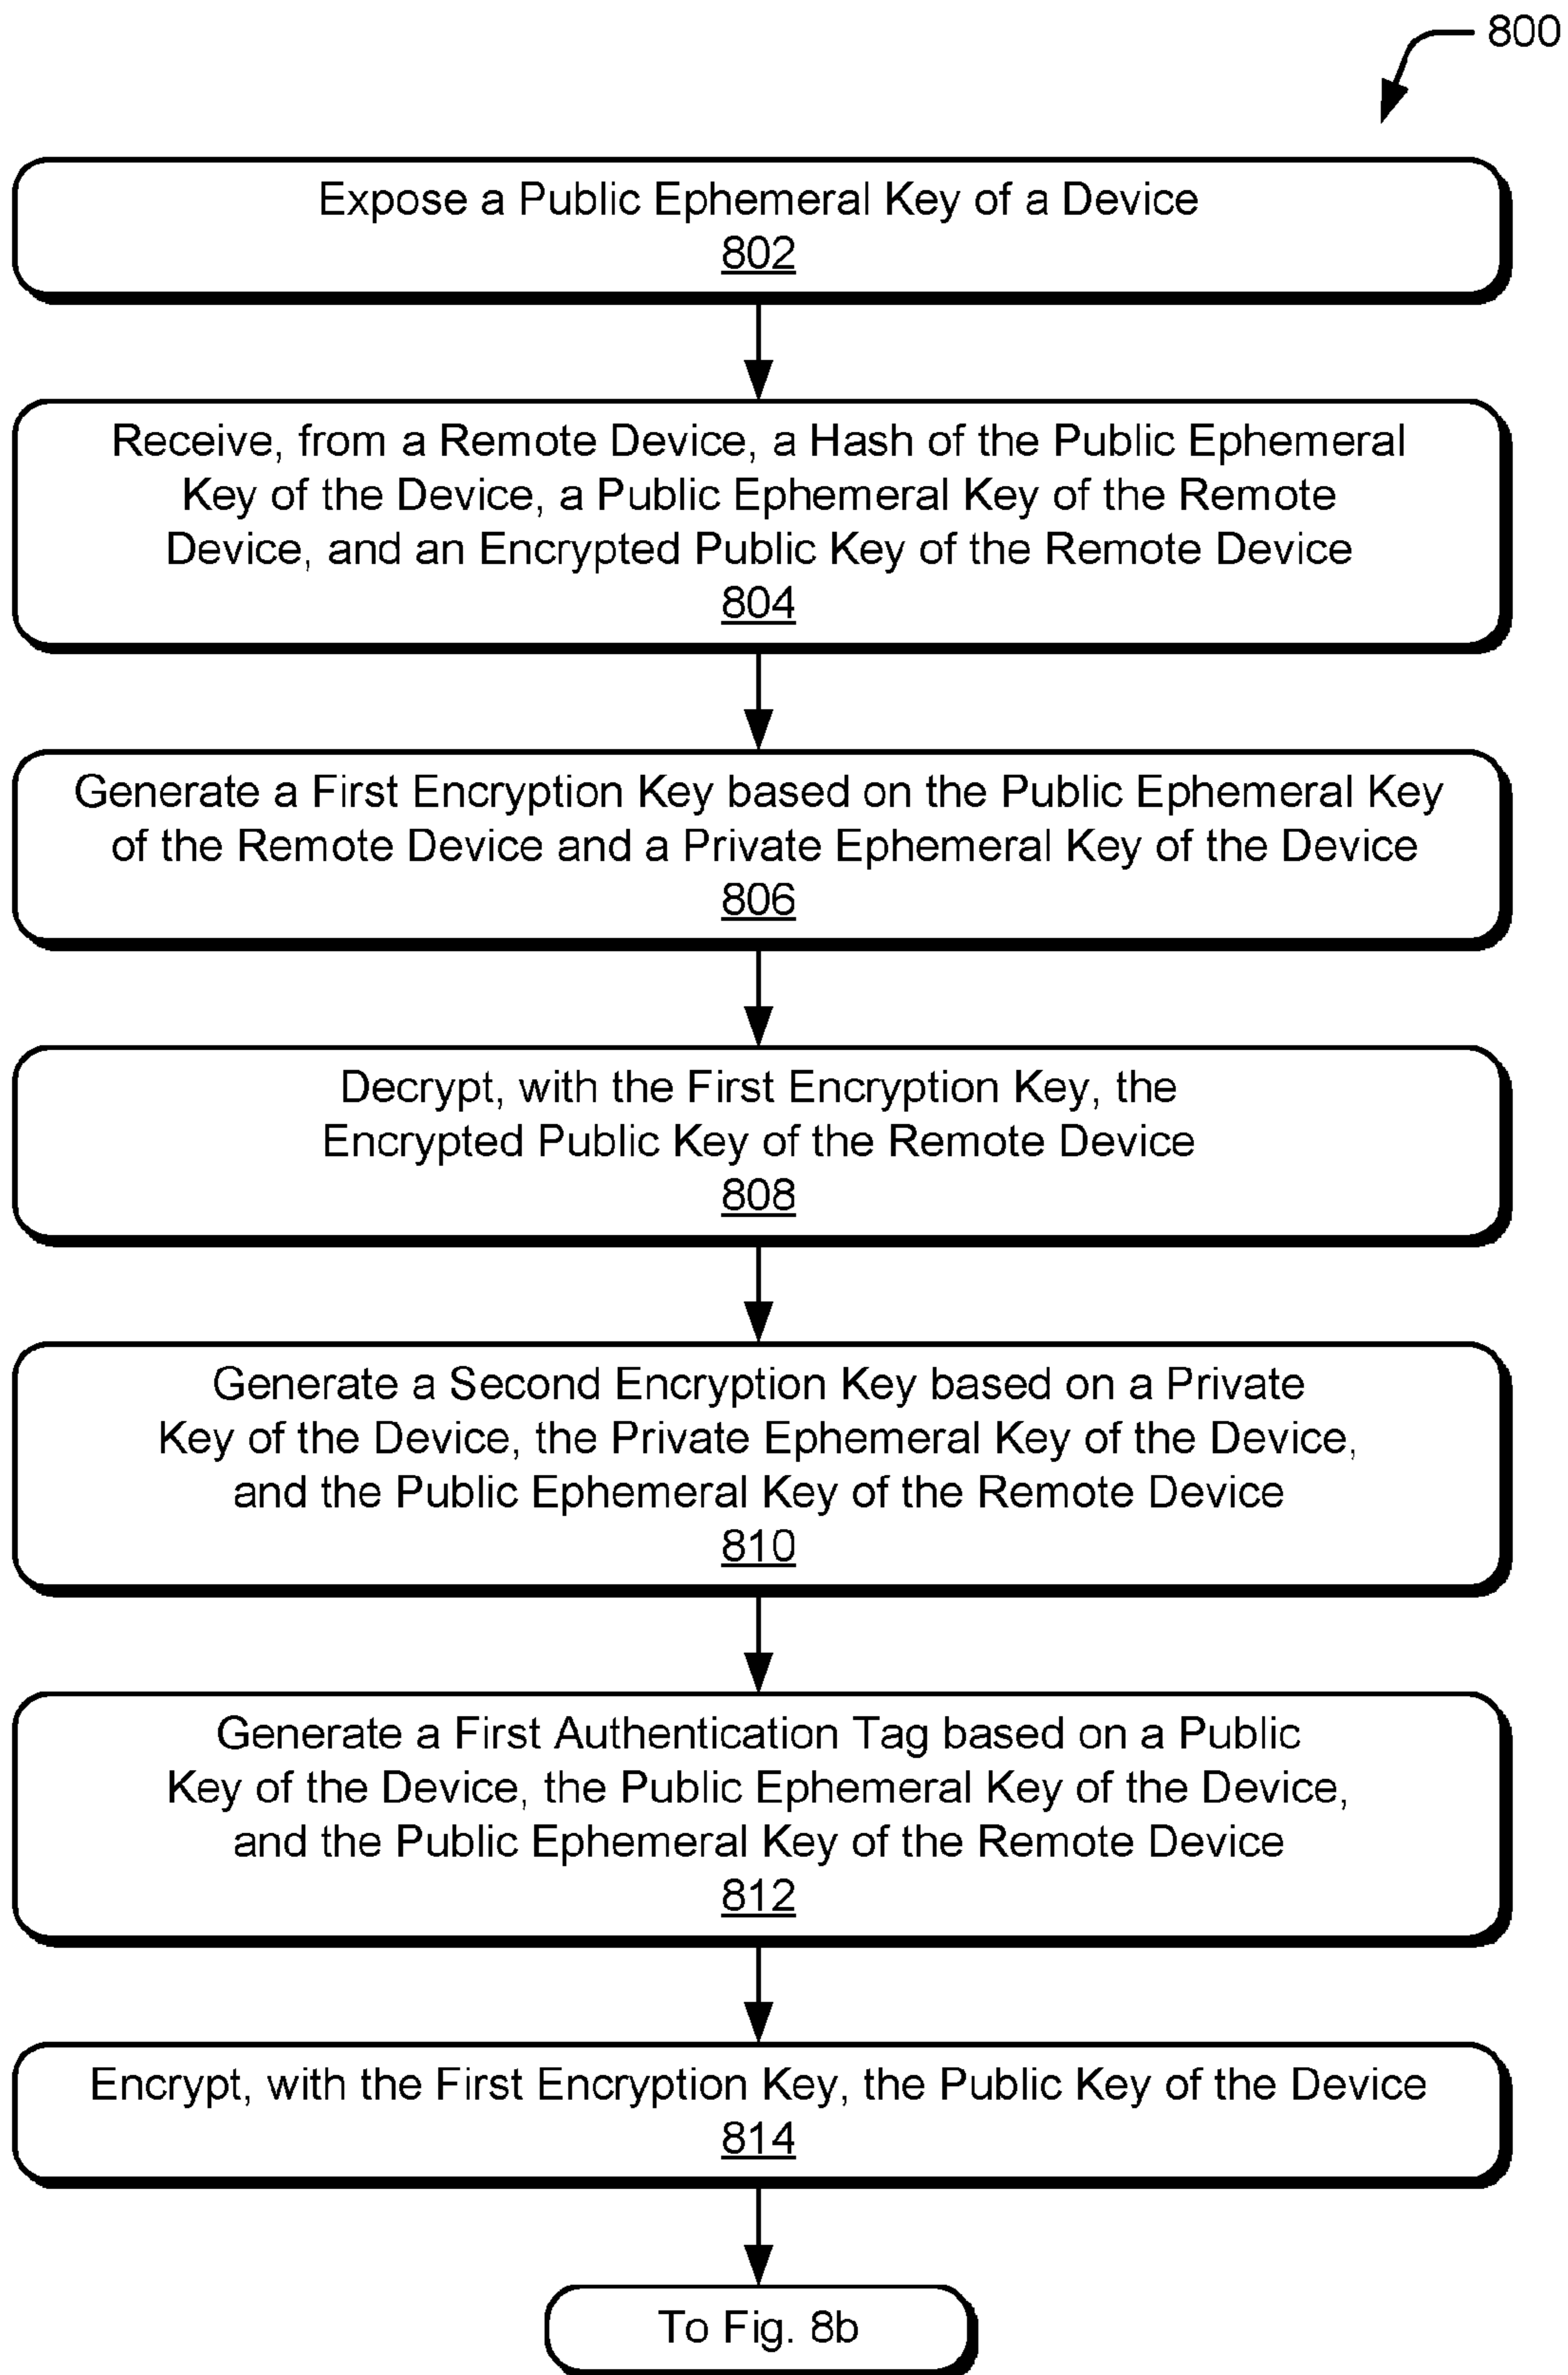 800
Expose a Public Ephemeral Key of a Device
802
Receive, from a Remote Device, a Hash of the Public Ephemeral
Key of the Device, a Public Ephemeral Key of the Remote
Device, and an Encrypted Public Key of the Remote Device
804
Generate a First Encryption Key based on the Public Ephemeral Key
of the Remote Device and a Private Ephemeral Key of the Device
806
Decrypt, with the First Encryption Key, the
Encrypted Public Key of the Remote Device
808
Generate a Second Encryption Key based on a Private
Key of the Device, the Private Ephemeral Key of the Device,
and the Public Ephemeral Key of the Remote Device
810
Generate a First Authentication Tag based on a Public
Key of the Device, the Public Ephemeral Key of the Device,
and the Public Ephemeral Key of the Remote Device
812
Encrypt, with the First Encryption Key, the Public Key of the Device
814
To Fig. 8b